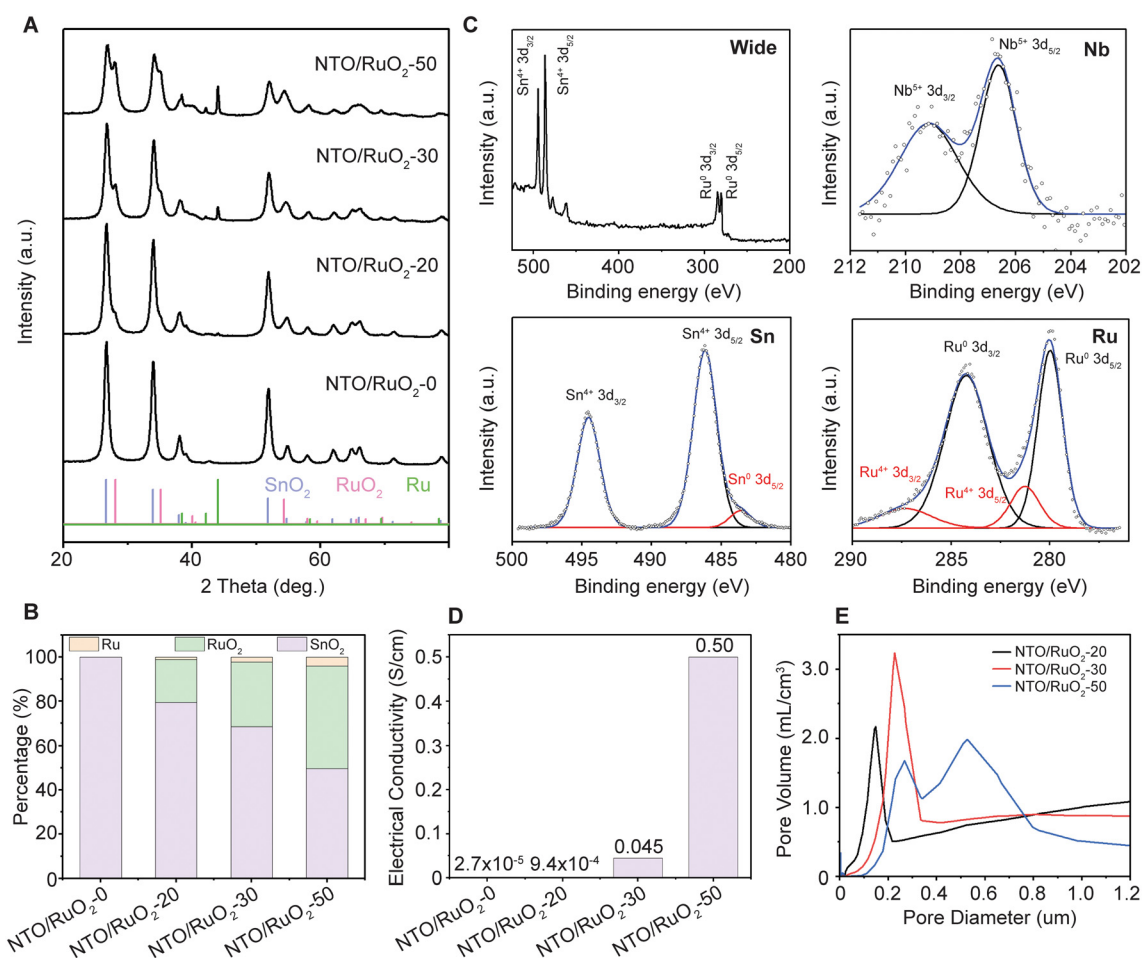 A
NTO/RuO₂-50
NTO/RuO₂-30
NTO/RuO₂-20
NTO/RuO₂-0
SnO₂ RuO₂ Ru
Intensity (a.u.)
20 40 60
2 Theta (deg.)
C
Wide
Sn⁴⁺ 3d₃/₂
Sn⁴⁺ 3d₅/₂
Ru⁰ 3d₃/₂
Ru⁰ 3d₅/₂
Intensity (a.u.)
500 400 300 200
Binding energy (eV)
Nb
Nb⁵⁺ 3d₅/₂
Nb⁵⁺ 3d₃/₂
Intensity (a.u.)
212 210 208 206 204 202
Binding energy (eV)
Sn
Sn⁴⁺ 3d₅/₂
Sn⁴⁺ 3d₃/₂
Sn⁰ 3d₅/₂
Intensity (a.u.)
500 495 490 485 480
Binding energy (eV)
Ru
Ru⁰ 3d₃/₂
Ru⁰ 3d₅/₂
Ru⁴⁺ 3d₃/₂
Ru⁴⁺ 3d₅/₂
Intensity (a.u.)
290 285 280
Binding energy (eV)
B
Ru RuO₂ SnO₂
100
80
60
40
20
0
Percentage (%)
NTO/RuO₂-0
NTO/RuO₂-20
NTO/RuO₂-30
NTO/RuO₂-50
D
0.5
0.4
0.3
0.2
0.1
0
Electrical Conductivity (S/cm)
2.7x10⁻⁵ 9.4x10⁻⁴
0.045
0.50
NTO/RuO₂-0
NTO/RuO₂-20
NTO/RuO₂-30
NTO/RuO₂-50
E
NTO/RuO₂-20
NTO/RuO₂-30
NTO/RuO₂-50
3.0
2.0
1.0
0
Pore Volume (mL/cm³)
0 0.2 0.4 0.6 0.8 1.0 1.2
Pore Diameter (um)